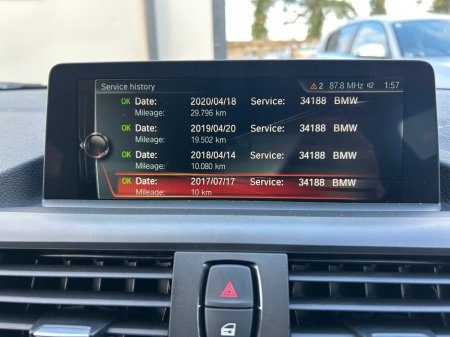 Service history 2 87.8 MHz 1:57
OK Date: 2020/04/18 Service: 34188 BMW
Mileage: 29.796 km
OK Date: 2019/04/20 Service: 34188 BMW
Mileage: 19.502 km
OK Date: 2018/04/14 Service: 34188 BMW
Mileage: 10.080 km
OK Date: 2017/07/17 Service: 34188 BMW
Mileage: 10 km